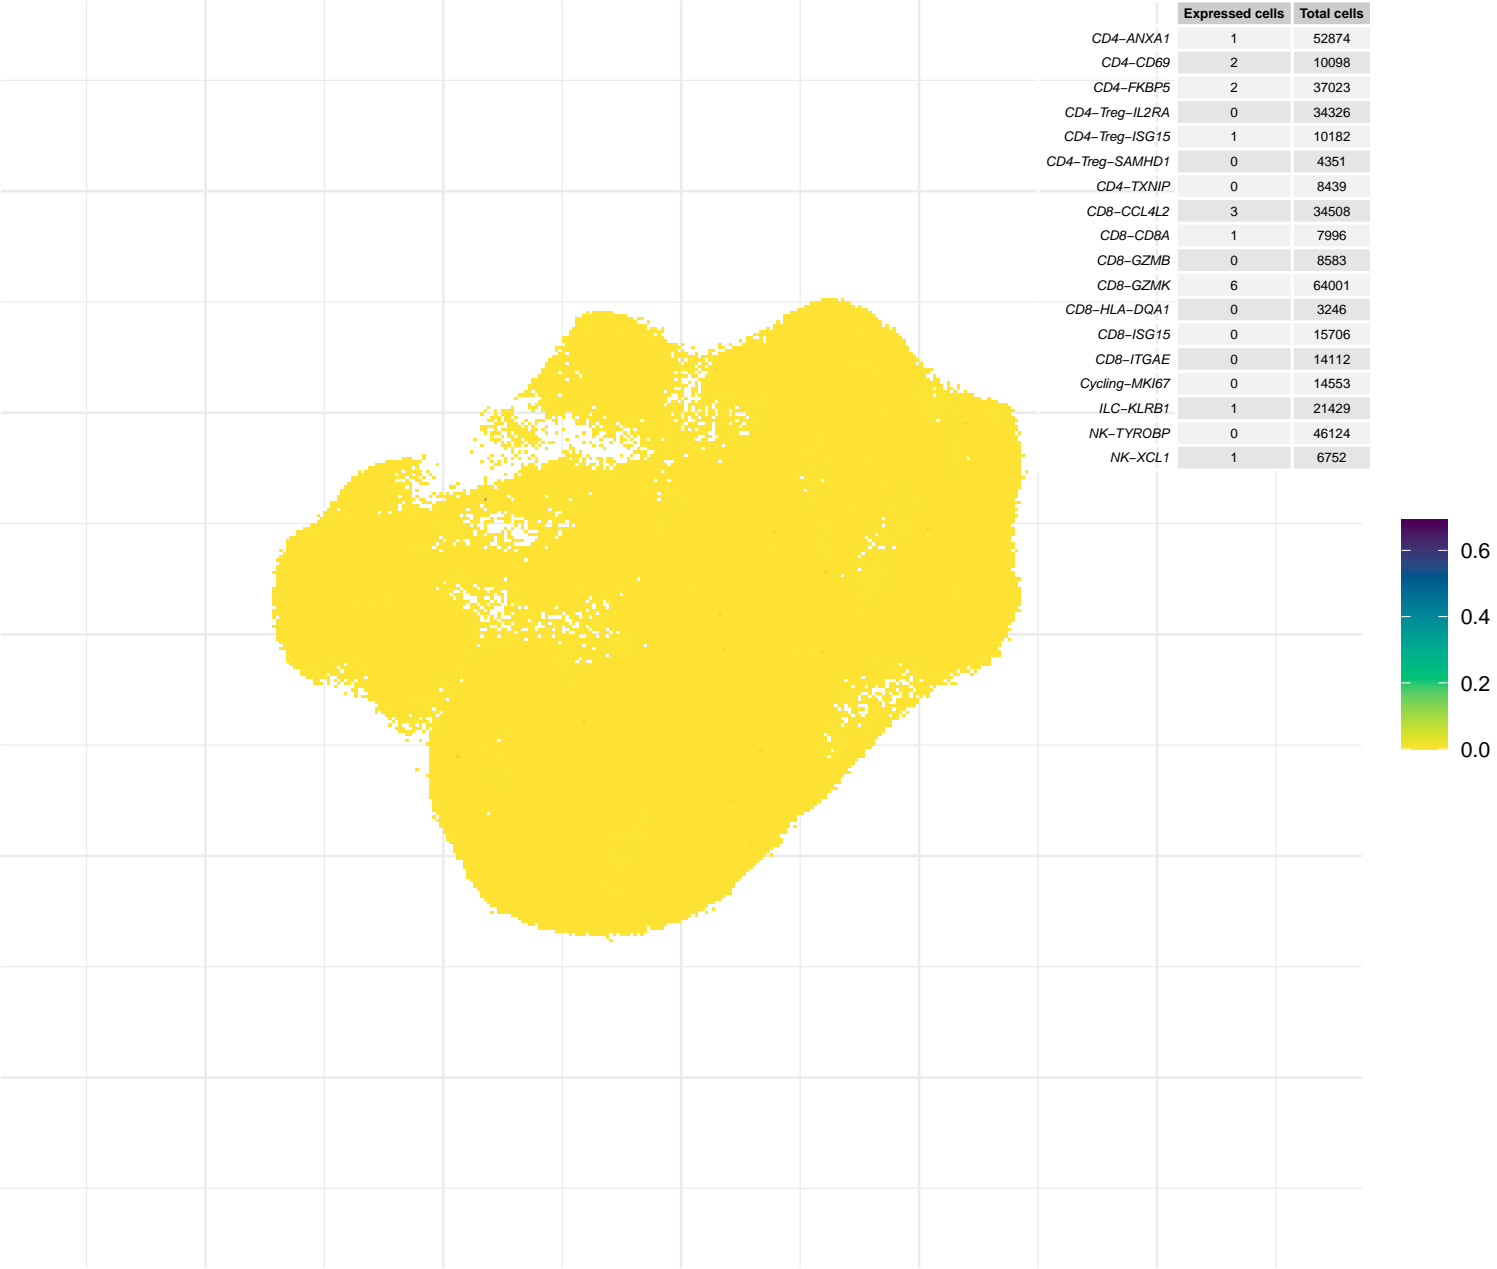 Expressed cells Total cells
CD4−ANXA1 1 52874
CD4−CD69 2 10098
CD4−FKBP5 2 37023
CD4−Treg−IL2RA 0 34326
CD4−Treg−ISG15 1 10182
CD4−Treg−SAMHD1 0 4351
CD4−TXNIP 0 8439
CD8−CCL4L2 3 34508
CD8−CD8A 1 7996
CD8−GZMB 0 8583
CD8−GZMK 6 64001
CD8−HLA−DQA1 0 3246
CD8−ISG15 0 15706
CD8−ITGAE 0 14112
Cycling−MKI67 0 14553
ILC−KLRB1 1 21429
NK−TYROBP 0 46124
NK−XCL1 1 6752
0.6
0.4
0.2
0.0